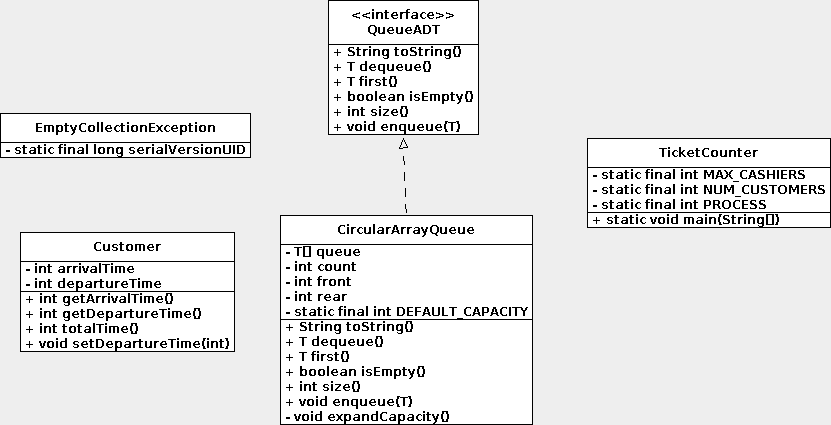 <<interface>>
QueueADT
+ String toString()
+ T dequeue()
+ T first()
+ boolean isEmpty()
+ int size()
+ void enqueue(T)
EmptyCollectionException
- static final long serialVersionUID
TicketCounter
- static final int MAX_CASHIERS
- static final int NUM_CUSTOMERS
- static final int PROCESS
+ static void main(String[])
Customer
- int arrivalTime
- int departureTime
+ int getArrivalTime()
+ int getDepartureTime()
+ int totalTime()
+ void setDepartureTime(int)
CircularArrayQueue
- T[] queue
- int count
- int front
- int rear
- static final int DEFAULT_CAPACITY
+ String toString()
+ T dequeue()
+ T first()
+ boolean isEmpty()
+ int size()
+ void enqueue(T)
- void expandCapacity()